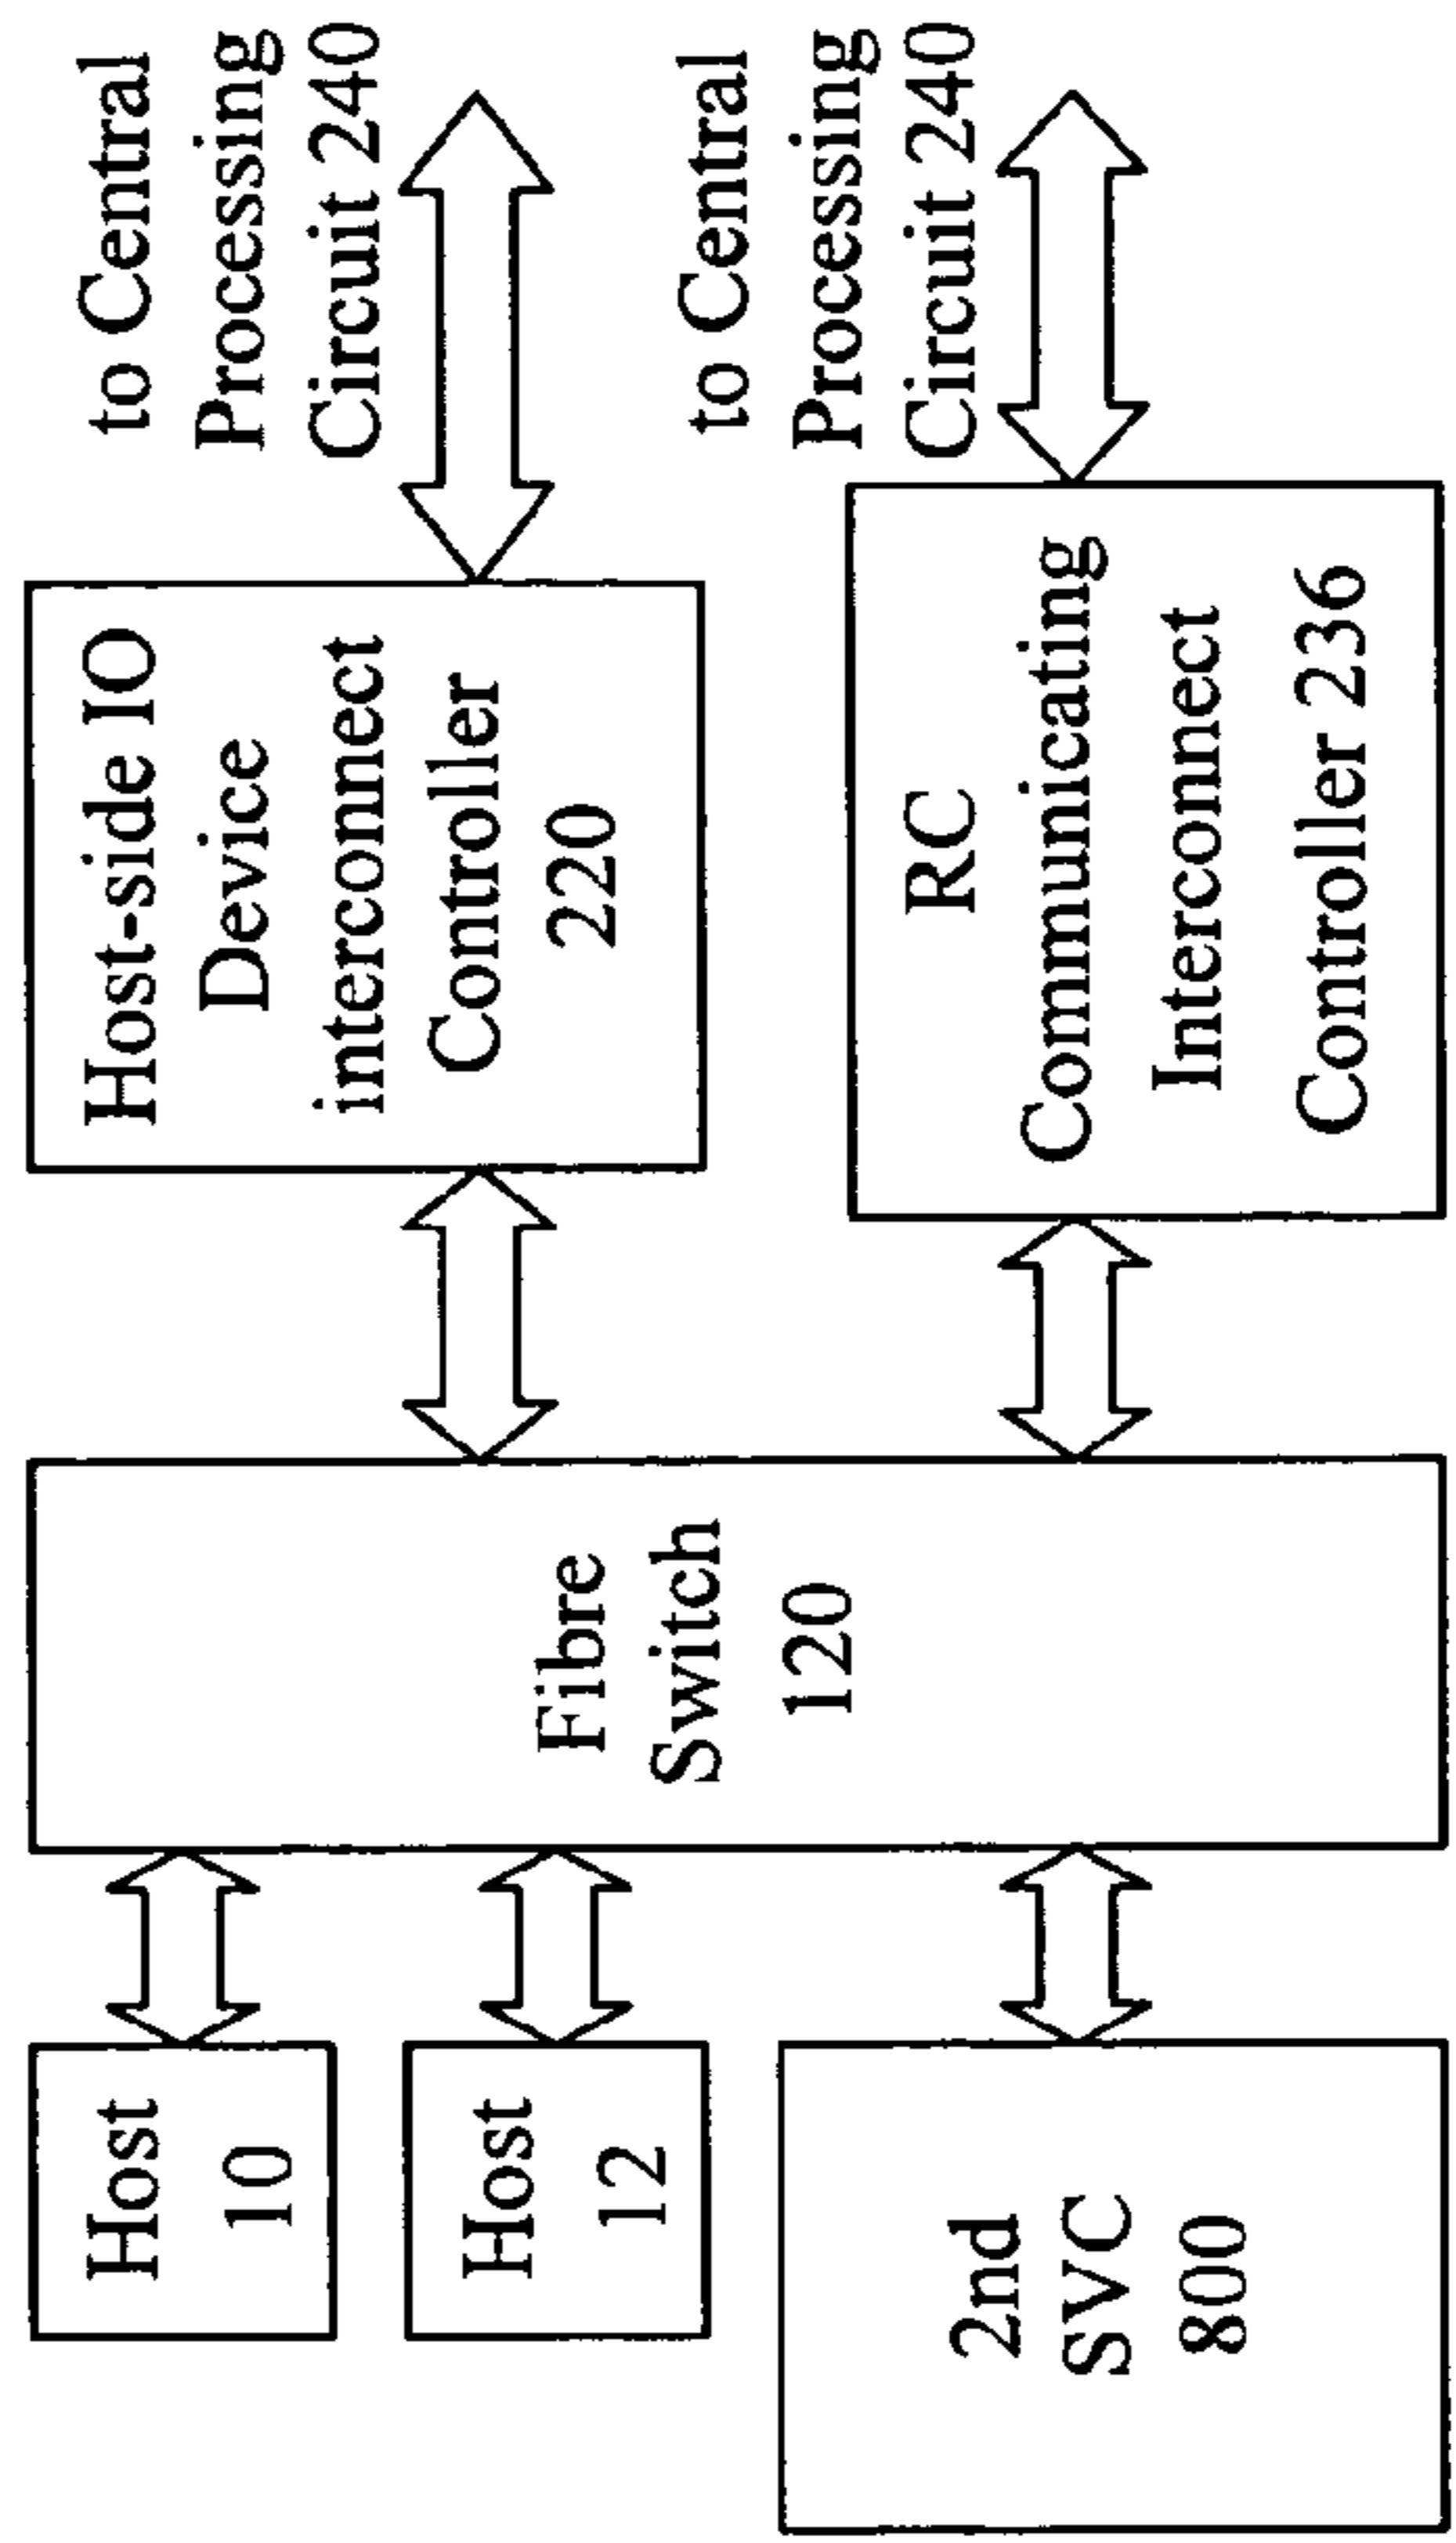 Host
10
Host
12
2nd
SVC
800
Fibre
Switch
120
Host-side IO
Device
interconnect
Controller
220
RC
Communicating
Interconnect
Controller 236
to Central
Processing
Circuit 240
to Central
Processing
Circuit 240